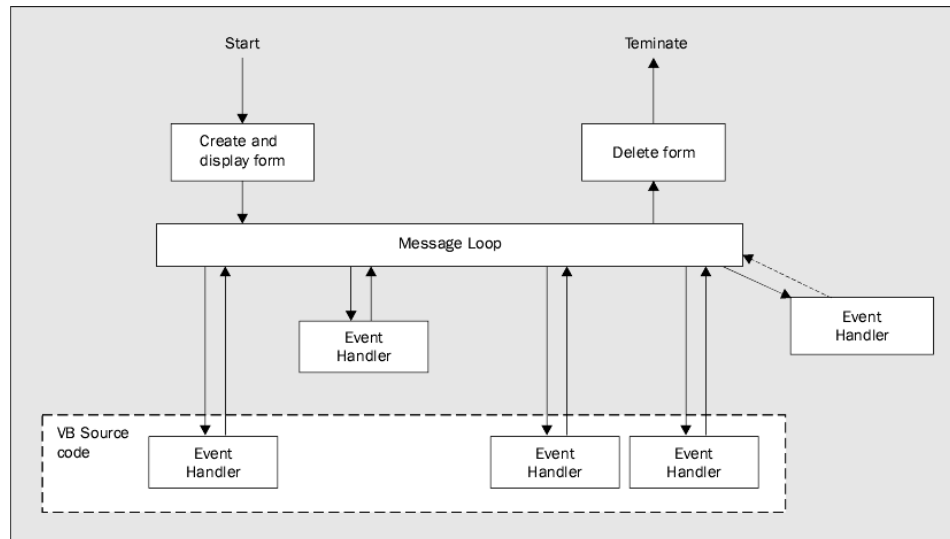 Start
Teminate
Create and
display form
Delete form
Message Loop
Event
Handler
Event
Handler
VB Source
code
Event
Handler
Event
Handler
Event
Handler